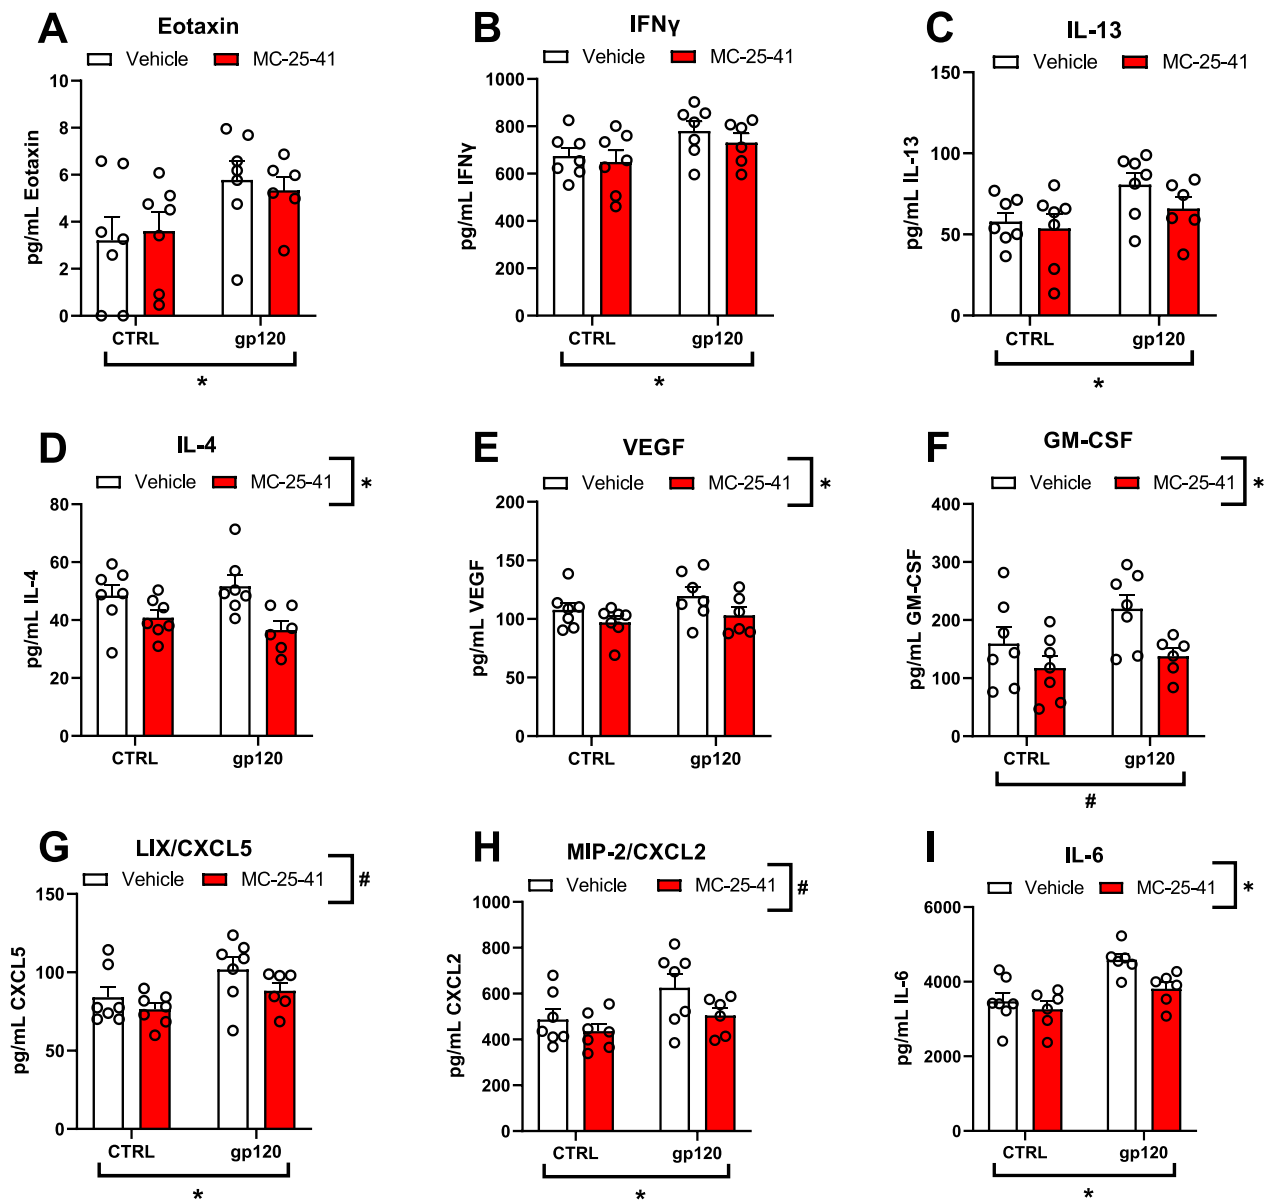 A
Eotaxin
Vehicle MC-25-41
pg/mL Eotaxin
10
8
6
4
2
0
CTRL gp120
*
B
IFNγ
Vehicle MC-25-41
pg/mL IFNγ
1000
800
600
400
200
0
CTRL gp120
*
C
IL-13
Vehicle MC-25-41
pg/mL IL-13
150
100
50
0
CTRL gp120
*
D
IL-4
Vehicle MC-25-41
*
pg/mL IL-4
80
60
40
20
0
CTRL gp120
E
VEGF
Vehicle MC-25-41
*
pg/mL VEGF
200
150
100
50
0
CTRL gp120
F
GM-CSF
Vehicle MC-25-41
*
pg/mL GM-CSF
400
300
200
100
0
CTRL gp120
#
G
LIX/CXCL5
Vehicle MC-25-41
#
pg/mL CXCL5
150
100
50
0
CTRL gp120
*
H
MIP-2/CXCL2
Vehicle MC-25-41
#
pg/mL CXCL2
1000
800
600
400
200
0
CTRL gp120
*
I
IL-6
Vehicle MC-25-41
*
pg/mL IL-6
6000
4000
2000
0
CTRL gp120
*